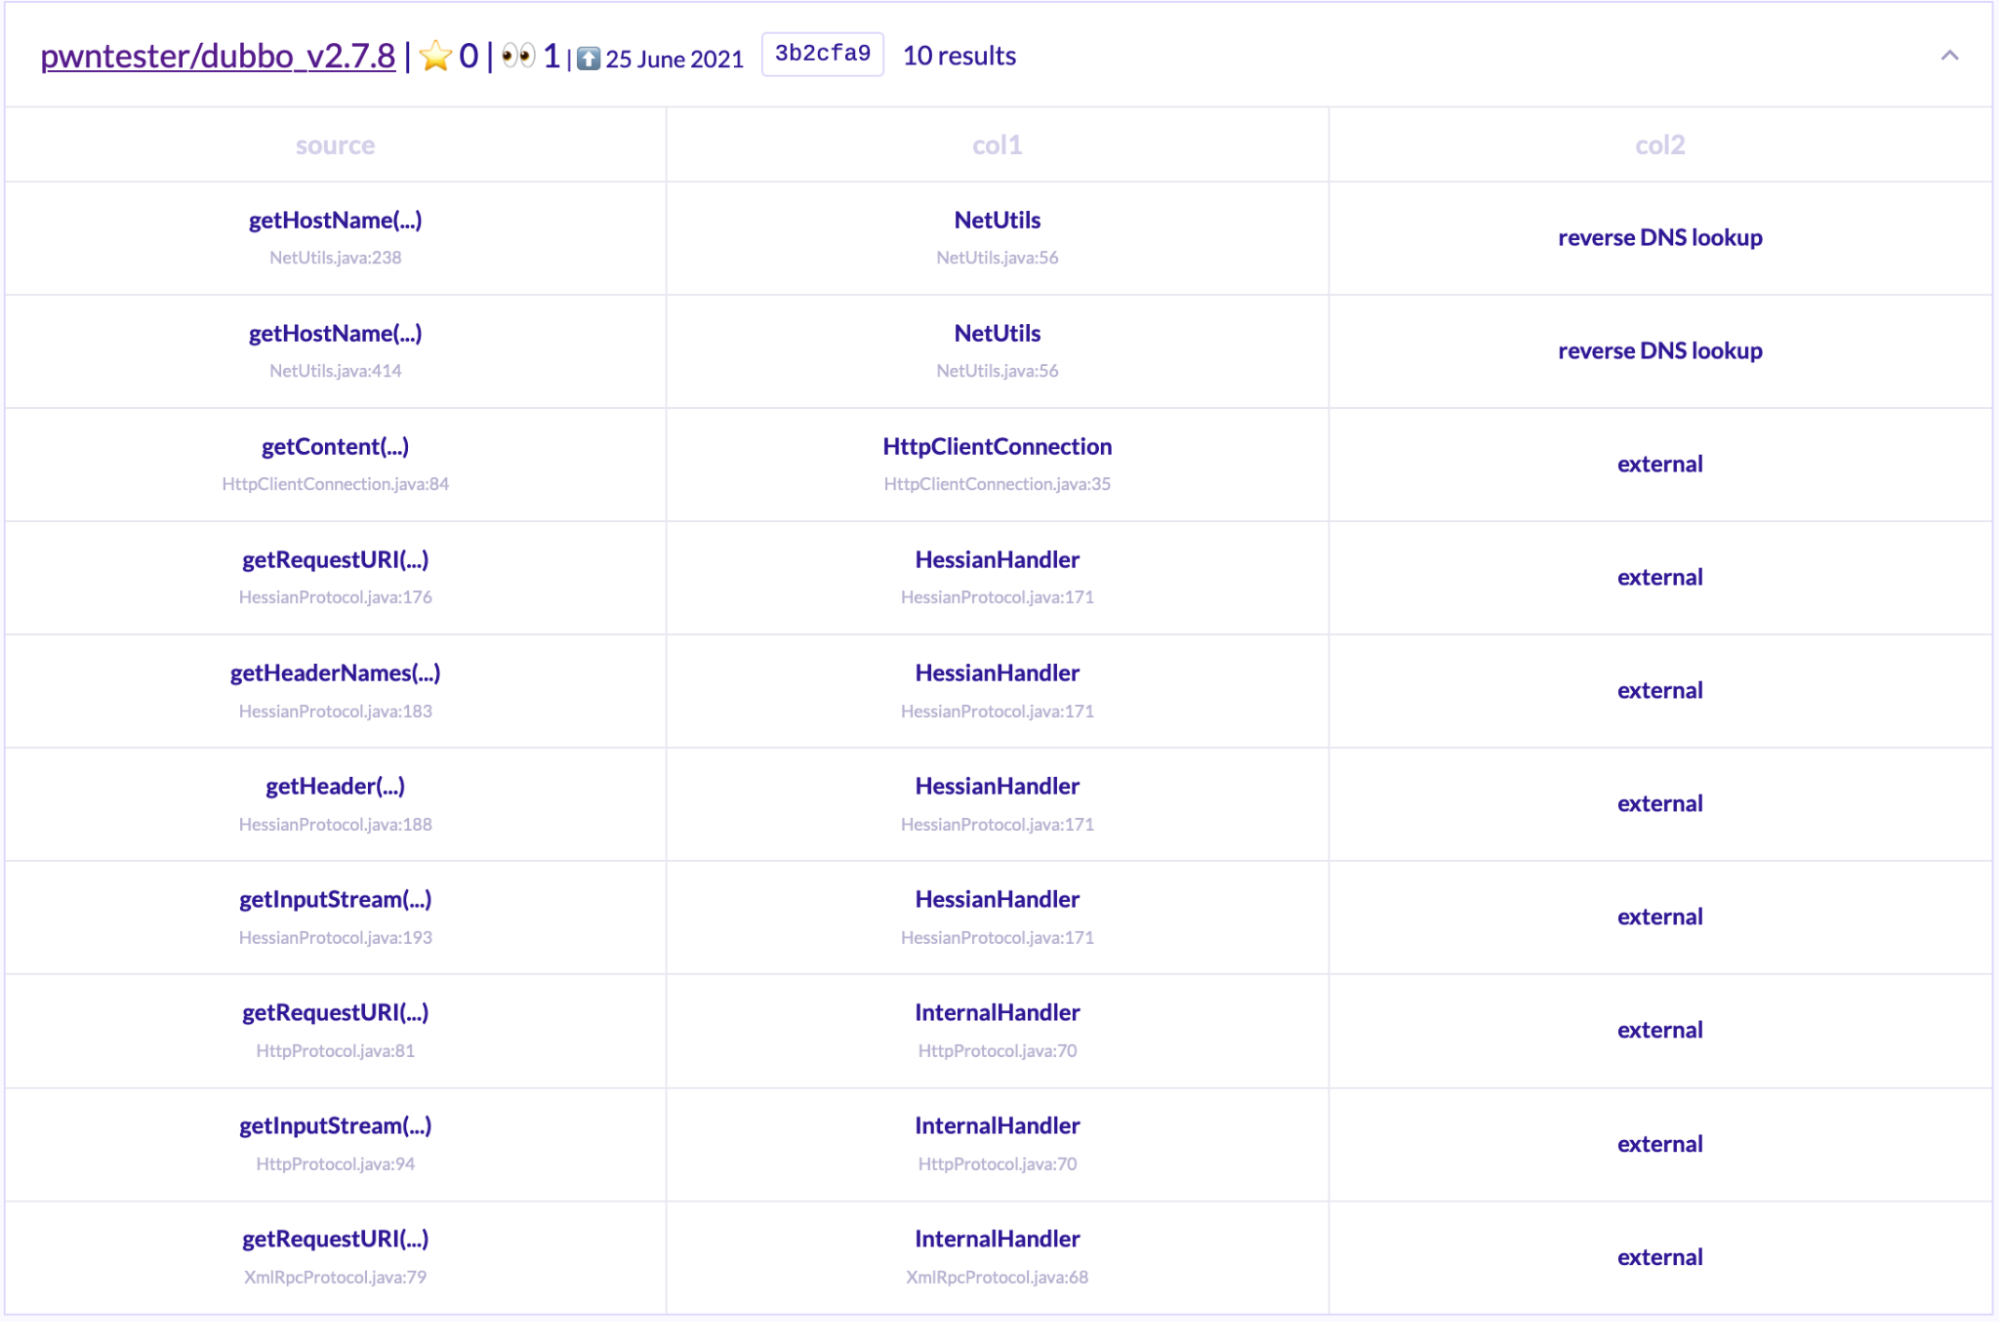 pwntester/dubbo_v2.7.8 | ⭐ 0 | 👀 1 | ⬆️ 25 June 2021 3b2cfa9 10 results
source col1 col2
getHostName(...) NetUtils reverse DNS lookup
NetUtils.java:238 NetUtils.java:56
getHostName(...) NetUtils reverse DNS lookup
NetUtils.java:414 NetUtils.java:56
getContent(...) HttpClientConnection external
HttpClientConnection.java:84 HttpClientConnection.java:35
getRequestURI(...) HessianHandler external
HessianProtocol.java:176 HessianProtocol.java:171
getHeaderNames(...) HessianHandler external
HessianProtocol.java:183 HessianProtocol.java:171
getHeader(...) HessianHandler external
HessianProtocol.java:188 HessianProtocol.java:171
getInputStream(...) HessianHandler external
HessianProtocol.java:193 HessianProtocol.java:171
getRequestURI(...) InternalHandler external
HttpProtocol.java:81 HttpProtocol.java:70
getInputStream(...) InternalHandler external
HttpProtocol.java:94 HttpProtocol.java:70
getRequestURI(...) InternalHandler external
XmlRpcProtocol.java:79 XmlRpcProtocol.java:68